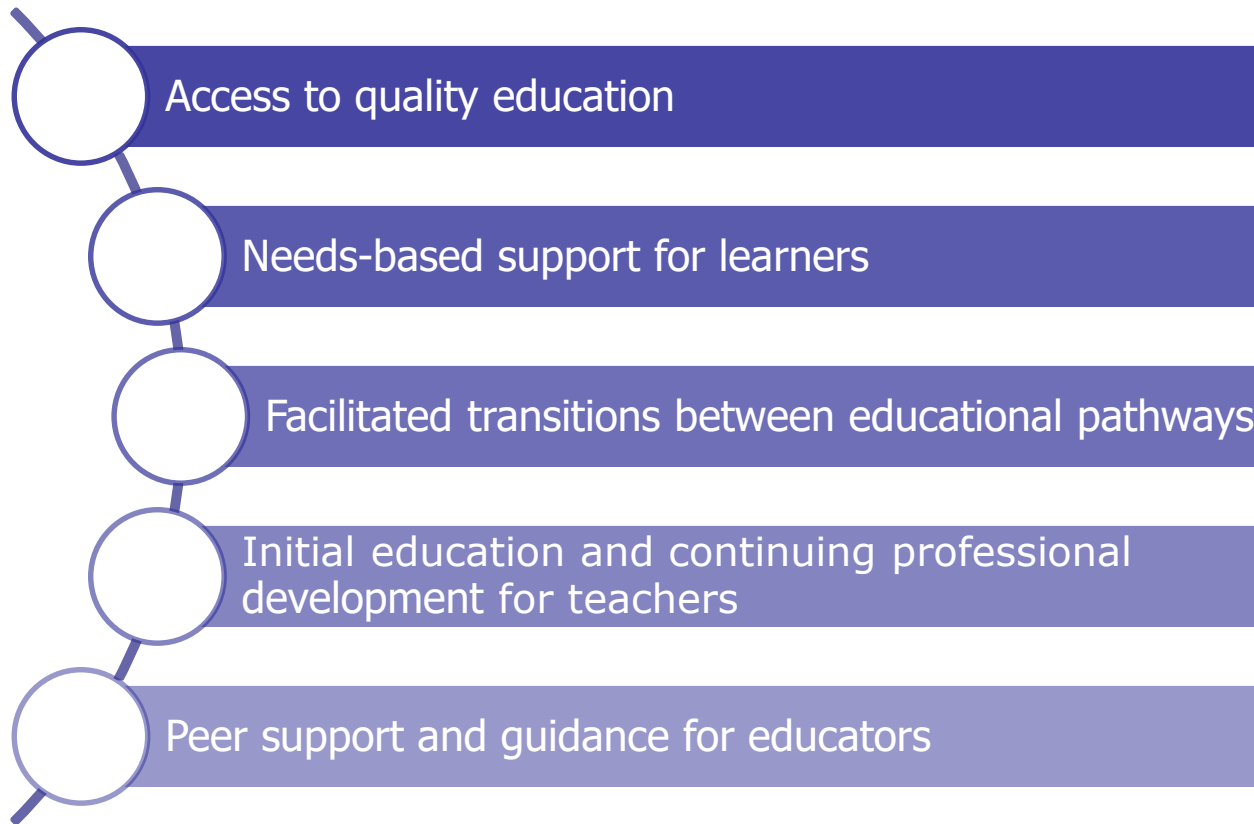 Access to quality education
Needs-based support for learners
Facilitated transitions between educational pathways
Initial education and continuing professional
development for teachers
Peer support and guidance for educators